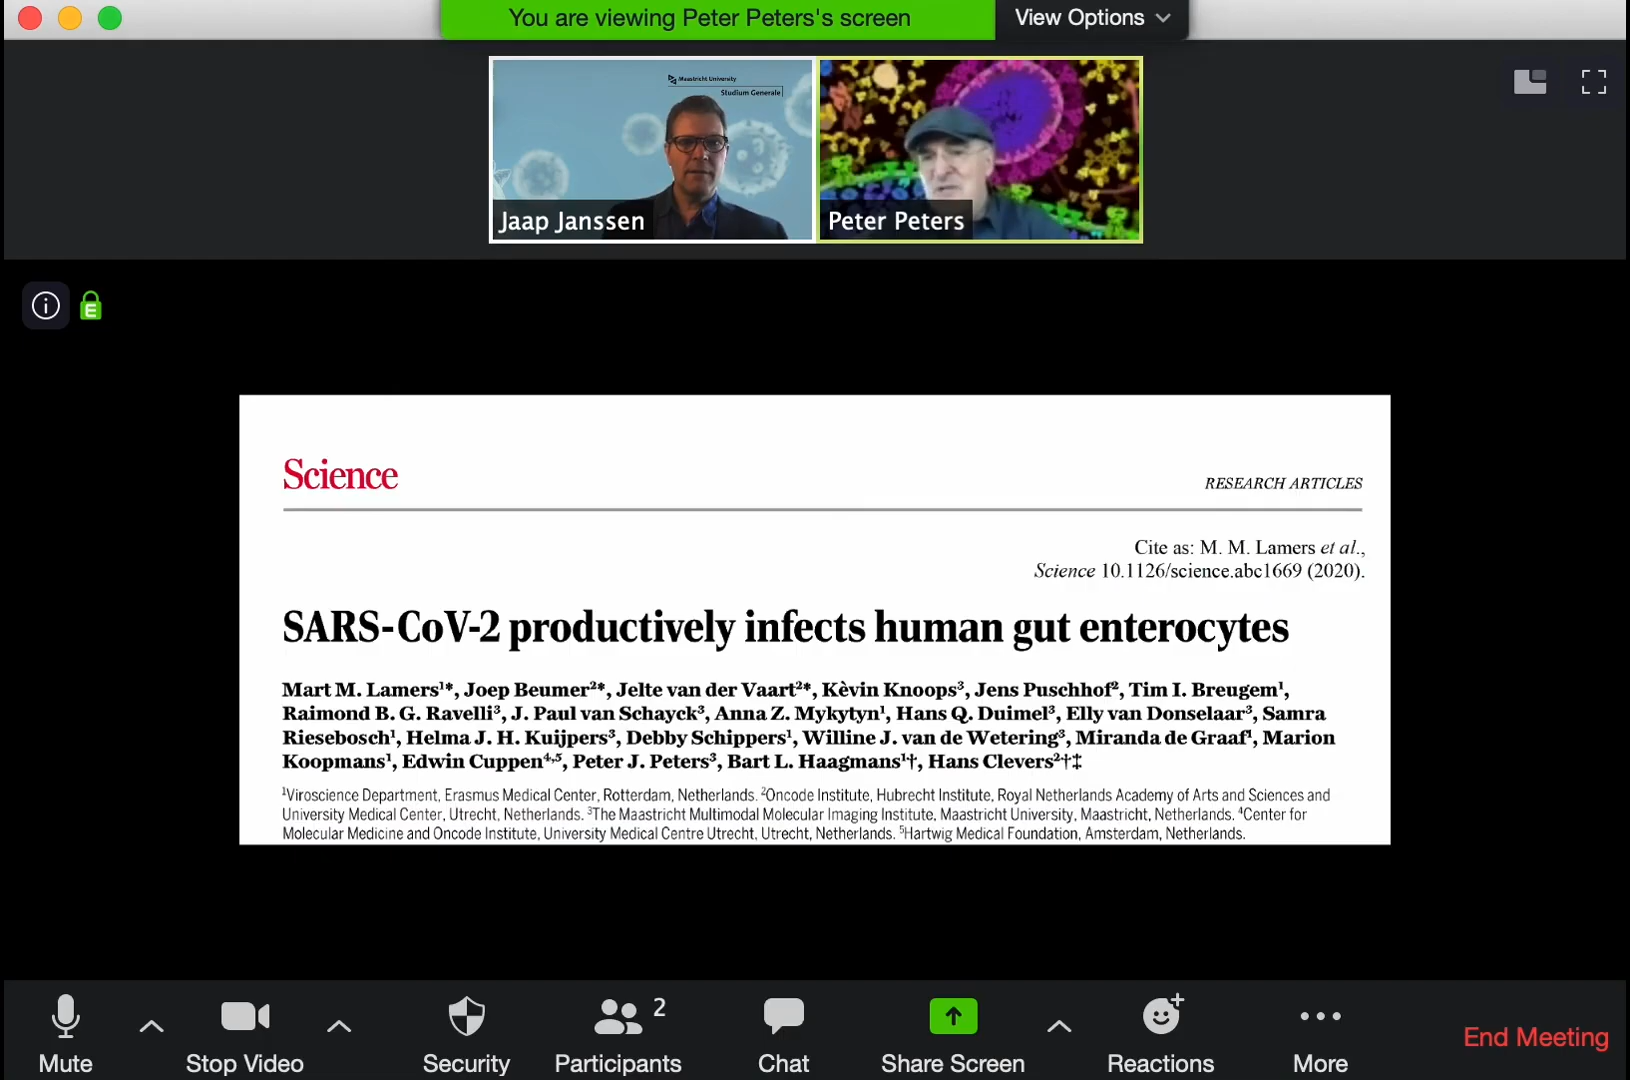 You are viewing Peter Peters's screen
View Options
Maastricht University
Studium Generale
Jaap Janssen
Peter Peters
E
Science
RESEARCH ARTICLES
Cite as: M. M. Lamers et al.,
Science 10.1126/science.abc1669 (2020).
SARS-CoV-2 productively infects human gut enterocytes
Mart M. Lamers¹*, Joep Beumer²*, Jelte van der Vaart²*, Kèvin Knoops³, Jens Puschhof², Tim I. Breugem¹,
Raimond B. G. Ravelli³, J. Paul van Schayck³, Anna Z. Mykytyn¹, Hans Q. Duimel³, Elly van Donselaar³, Samra
Riesebosch¹, Helma J. H. Kuijpers³, Debby Schippers¹, Willine J. van de Wetering³, Miranda de Graaf¹, Marion
Koopmans¹, Edwin Cuppen⁴,⁵, Peter J. Peters³, Bart L. Haagmans¹†, Hans Clevers²†‡
¹Viroscience Department, Erasmus Medical Center, Rotterdam, Netherlands. ²Oncode Institute, Hubrecht Institute, Royal Netherlands Academy of Arts and Sciences and
University Medical Center, Utrecht, Netherlands. ³The Maastricht Multimodal Molecular Imaging Institute, Maastricht University, Maastricht, Netherlands. ⁴Center for
Molecular Medicine and Oncode Institute, University Medical Centre Utrecht, Utrecht, Netherlands. ⁵Hartwig Medical Foundation, Amsterdam, Netherlands.
2
Mute
Stop Video
Security
Participants
Chat
Share Screen
Reactions
More
End Meeting